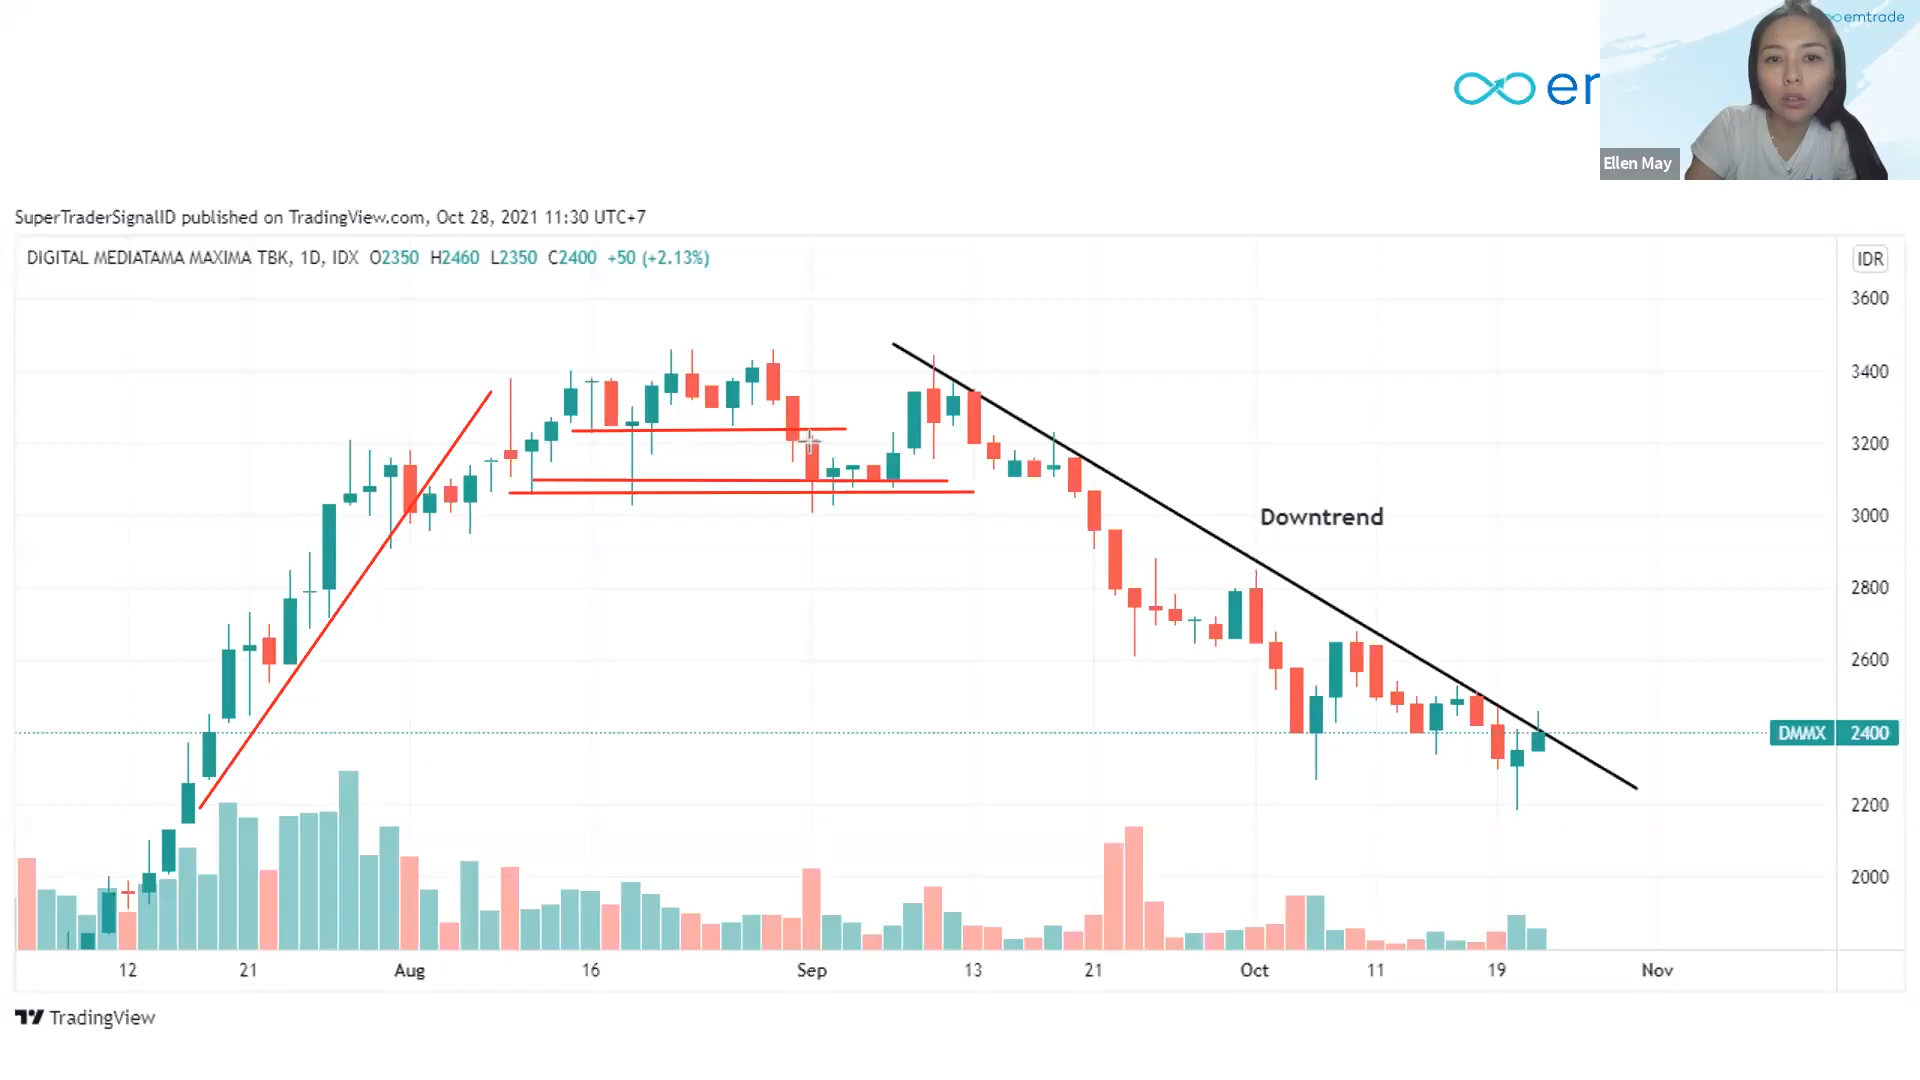 emtrade
er
Ellen May
SuperTraderSignalID published on TradingView.com, Oct 28, 2021 11:30 UTC+7
DIGITAL MEDIATAMA MAXIMA TBK, 1D, IDX O2350 H2460 L2350 C2400 +50 (+2.13%)
IDR
3600
3400
3200
3000
Downtrend
2800
2600
DMMX 2400
2200
2000
12 21 Aug 16 Sep 13 21 Oct 11 19 Nov
TradingView